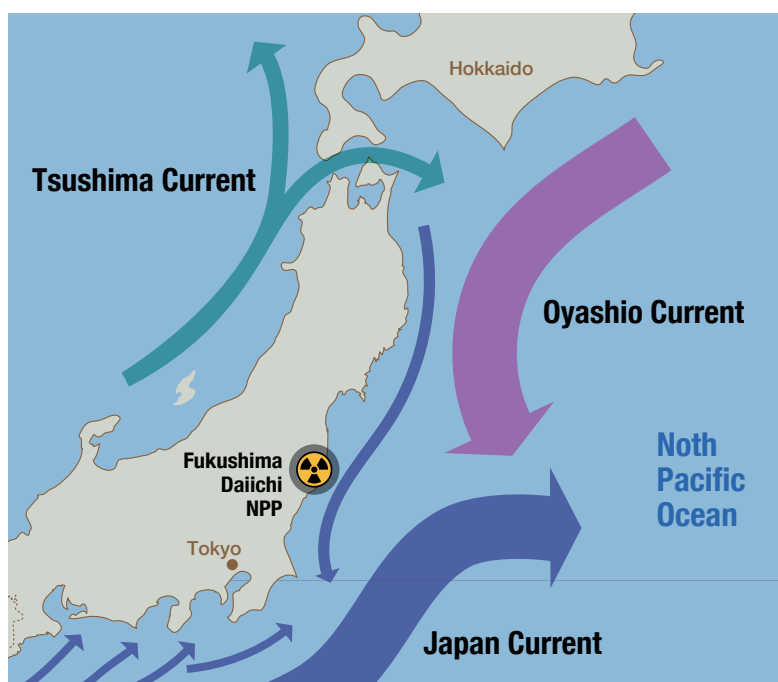 Hokkaido
Tsushima Current
Oyashio Current
Fukushima
Daiichi
NPP
Noth
Pacific
Ocean
Tokyo
Japan Current